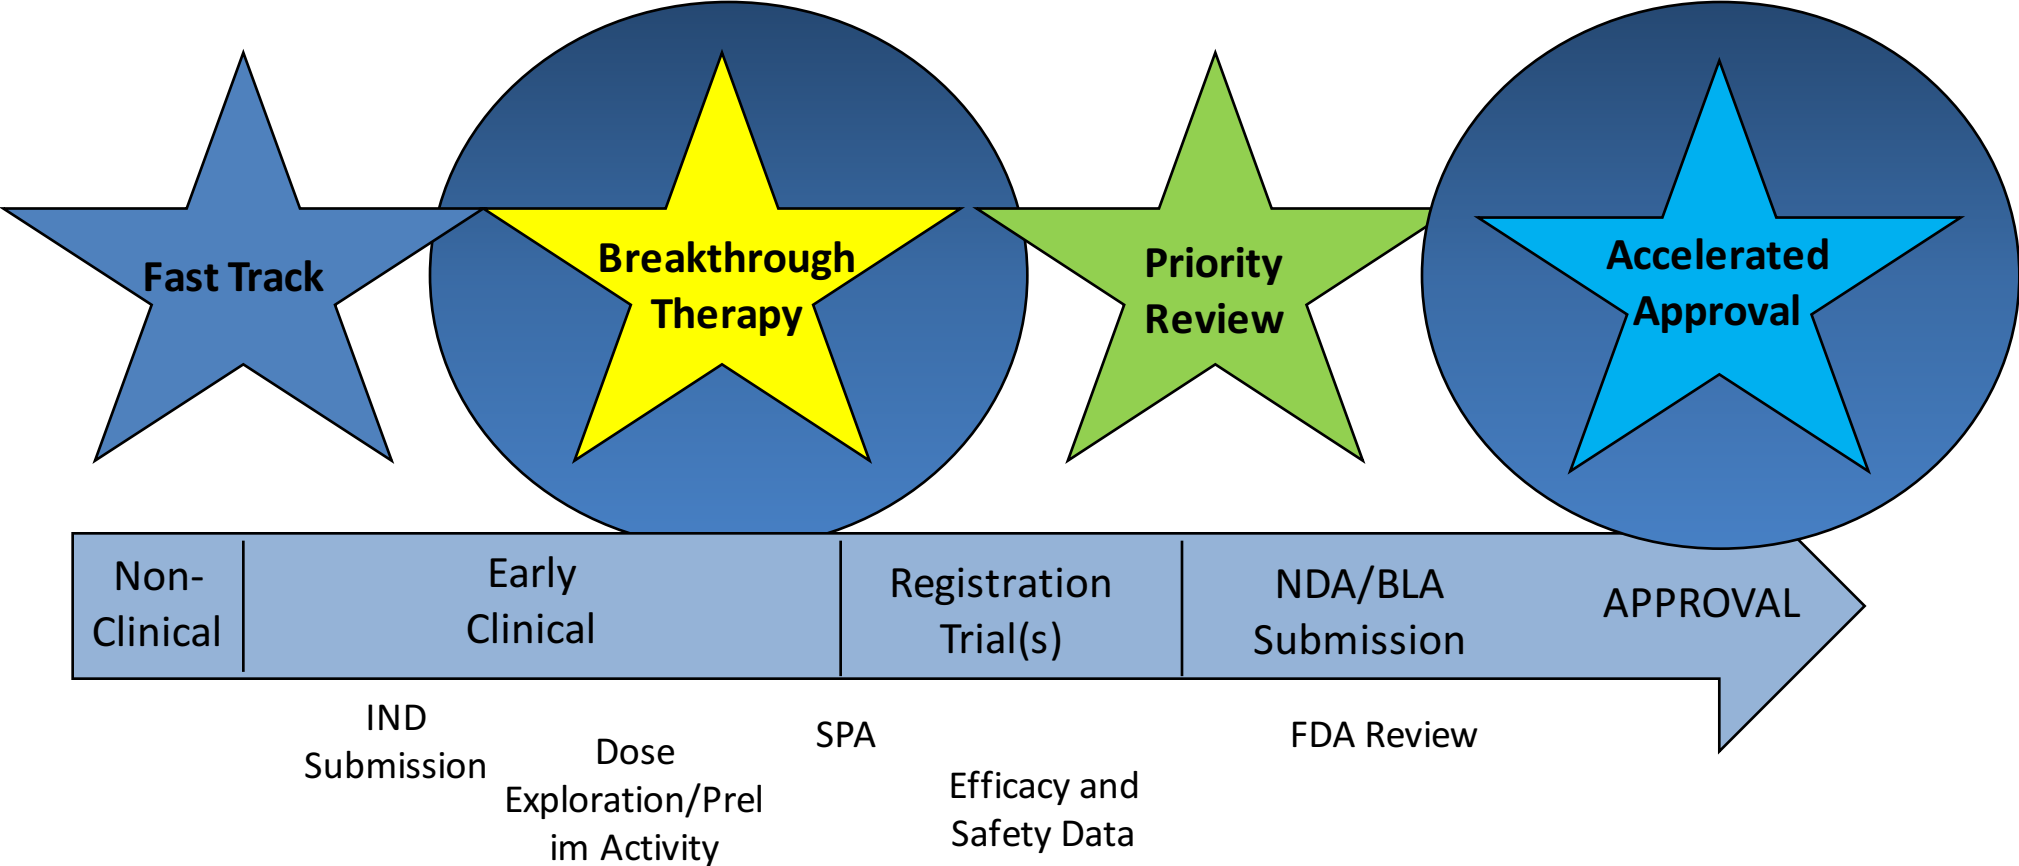 Fast Track
Breakthrough
Therapy
Priority
Review
Accelerated
Approval
Non-
Clinical
Early
Clinical
Registration
Trial(s)
NDA/BLA
Submission
APPROVAL
IND
Submission
Dose
Exploration/Prel
im Activity
SPA
Efficacy and
Safety Data
FDA Review